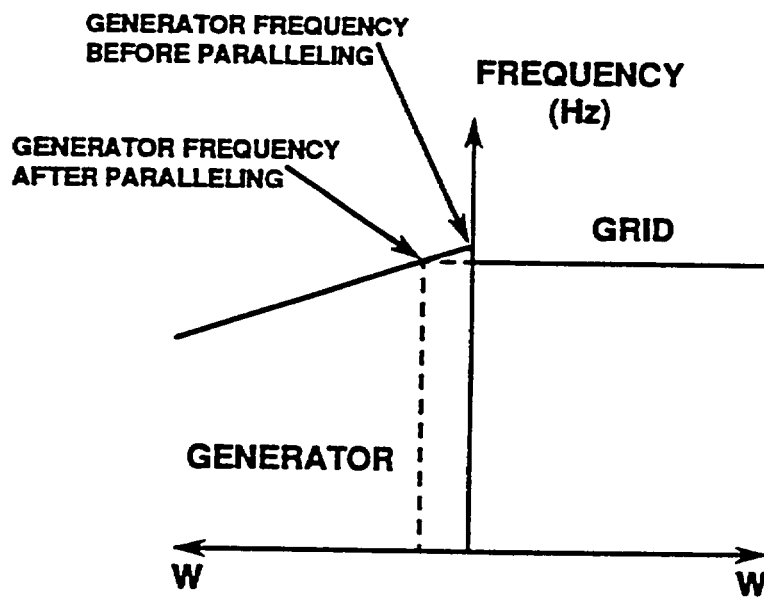 GENERATOR FREQUENCY
BEFORE PARALLELING
FREQUENCY
(Hz)
GENERATOR FREQUENCY
AFTER PARALLELING
GRID
GENERATOR
W
W